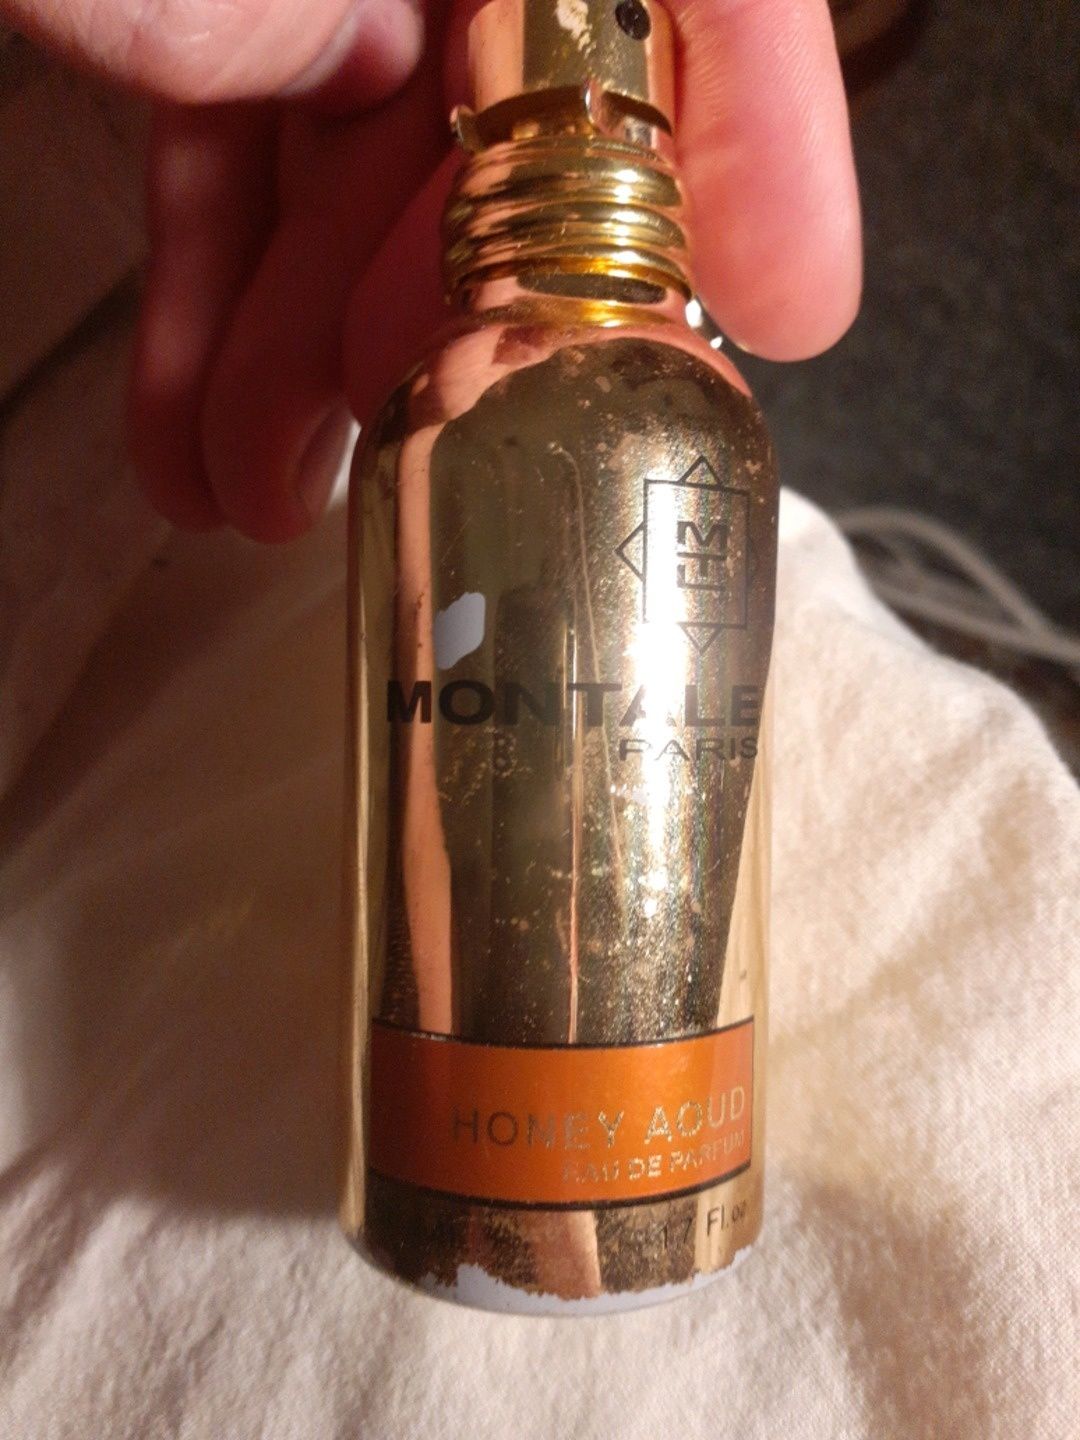 MONTALE
PARIS
HONEY AOUD
EAU DE PARFUM
1.7 Fl.oz